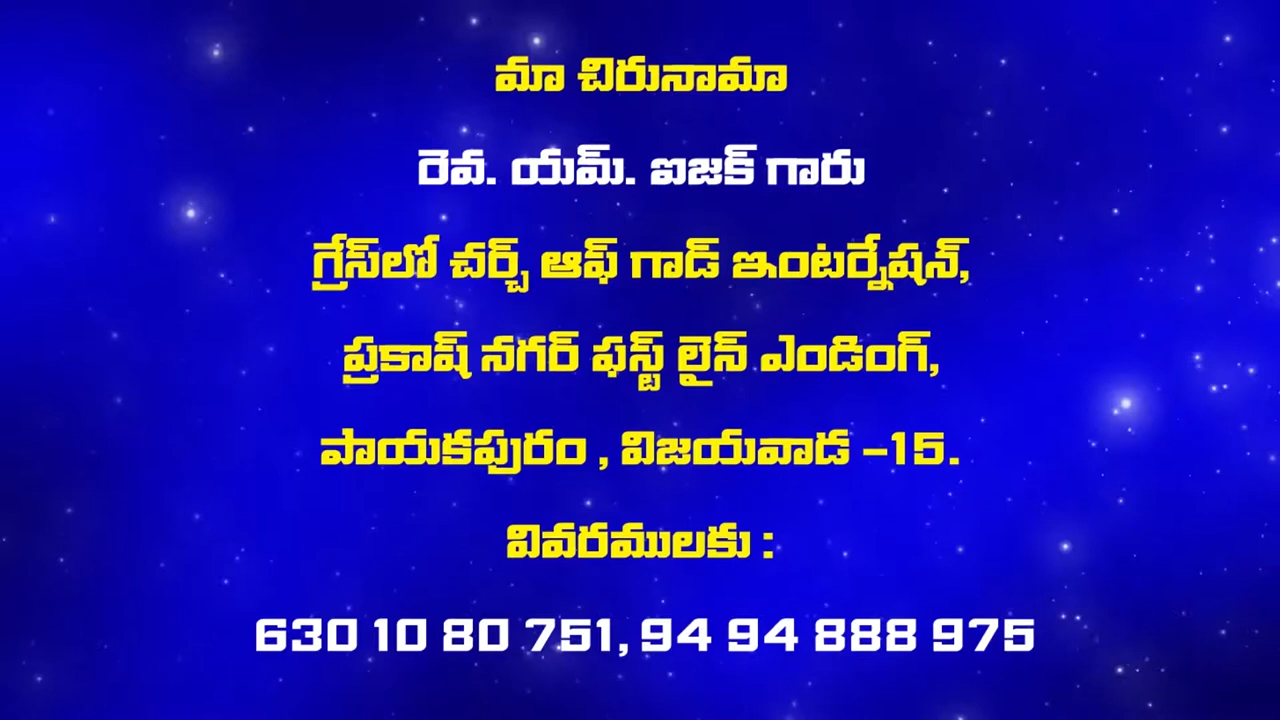 మా చిరునామా
రెవ. యమ్. ఐజక్ గారు
గ్రేస్‌లో చర్చ్ ఆఫ్ గాడ్ ఇంటర్నేషన్,
ప్రకాష్ నగర్ ఫస్ట్ లైన్ ఎండింగ్,
పాయకపురం , విజయవాడ –15.
వివరములకు :
630 10 80 751, 94 94 888 975